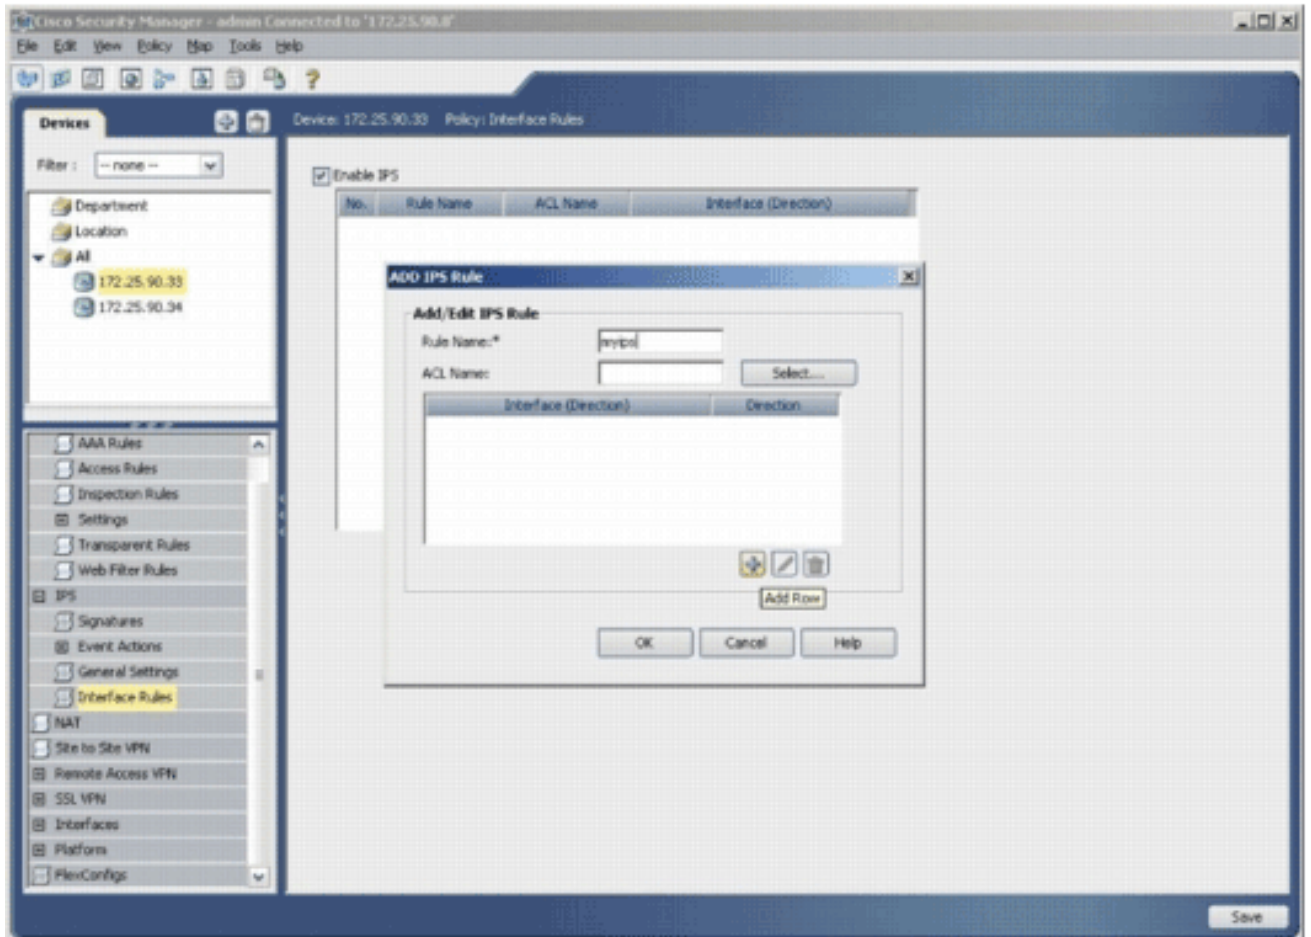 Cisco Security Manager - admin Connected to '172.25.90.8'
File Edit View Policy Map Tools Help
Devices
Device: 172.25.90.33 Policy: Interface Rules
Filter : -- none --
Enable IPS
No. Rule Name ACL Name Interface (Direction)
Department
Location
All
172.25.90.33
172.25.90.34
ADD IPS Rule
Add/Edit IPS Rule
Rule Name:* myips
ACL Name: Select....
Interface (Direction) Direction
Add Row
OK Cancel Help
AAA Rules
Access Rules
Inspection Rules
Settings
Transparent Rules
Web Filter Rules
IPS
Signatures
Event Actions
General Settings
Interface Rules
NAT
Site to Site VPN
Remote Access VPN
SSL VPN
Interfaces
Platform
FlexConfigs
Save